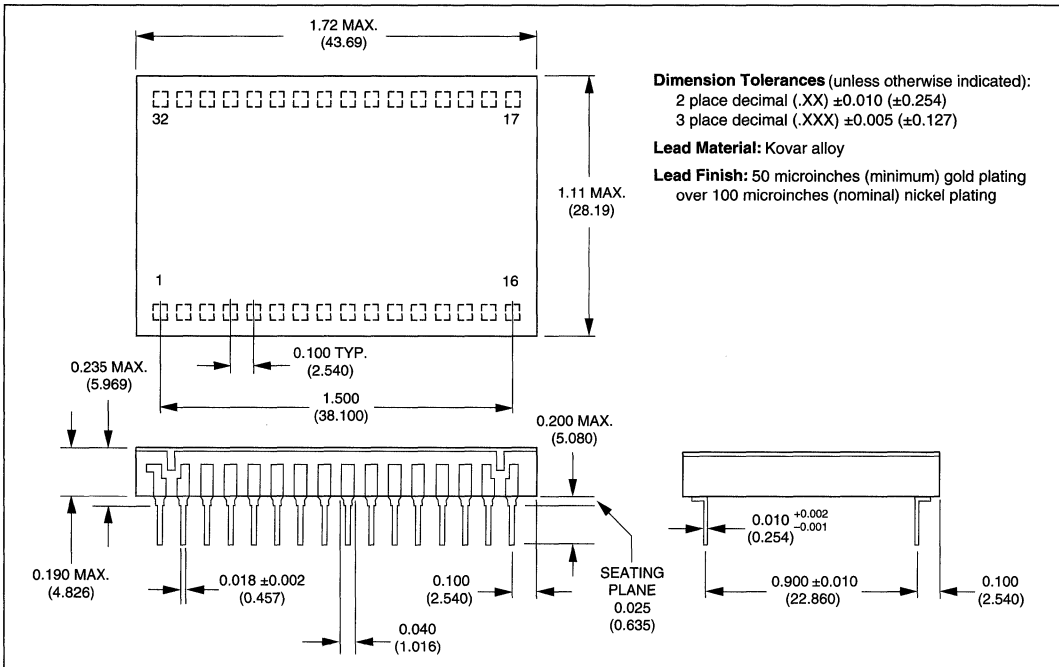 1.72 MAX.
(43.69)
Dimension Tolerances (unless otherwise indicated):
2 place decimal (.XX) ±0.010 (±0.254)
3 place decimal (.XXX) ±0.005 (±0.127)
Lead Material: Kovar alloy
Lead Finish: 50 microinches (minimum) gold plating
over 100 microinches (nominal) nickel plating
32
17
1.11 MAX.
(28.19)
1
16
0.100 TYP.
(2.540)
0.235 MAX.
(5.969)
1.500
(38.100)
0.200 MAX.
(5.080)
0.190 MAX.
(4.826)
0.018 ±0.002
(0.457)
0.040
(1.016)
0.100
(2.540)
SEATING
PLANE
0.025
(0.635)
0.010 +0.002
(0.254) −0.001
0.900 ±0.010
(22.860)
0.100
(2.540)